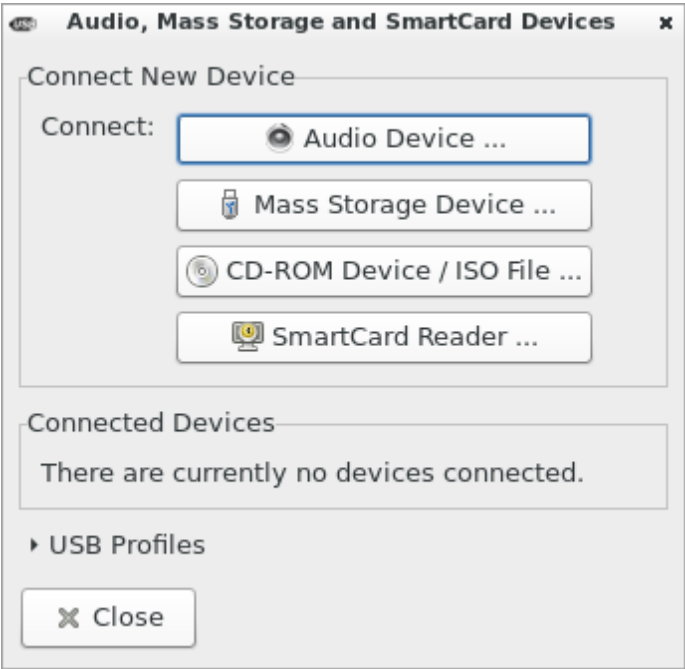 Audio, Mass Storage and SmartCard Devices
Connect New Device
Connect:
Audio Device ...
Mass Storage Device ...
CD-ROM Device / ISO File ...
SmartCard Reader ...
Connected Devices
There are currently no devices connected.
USB Profiles
Close